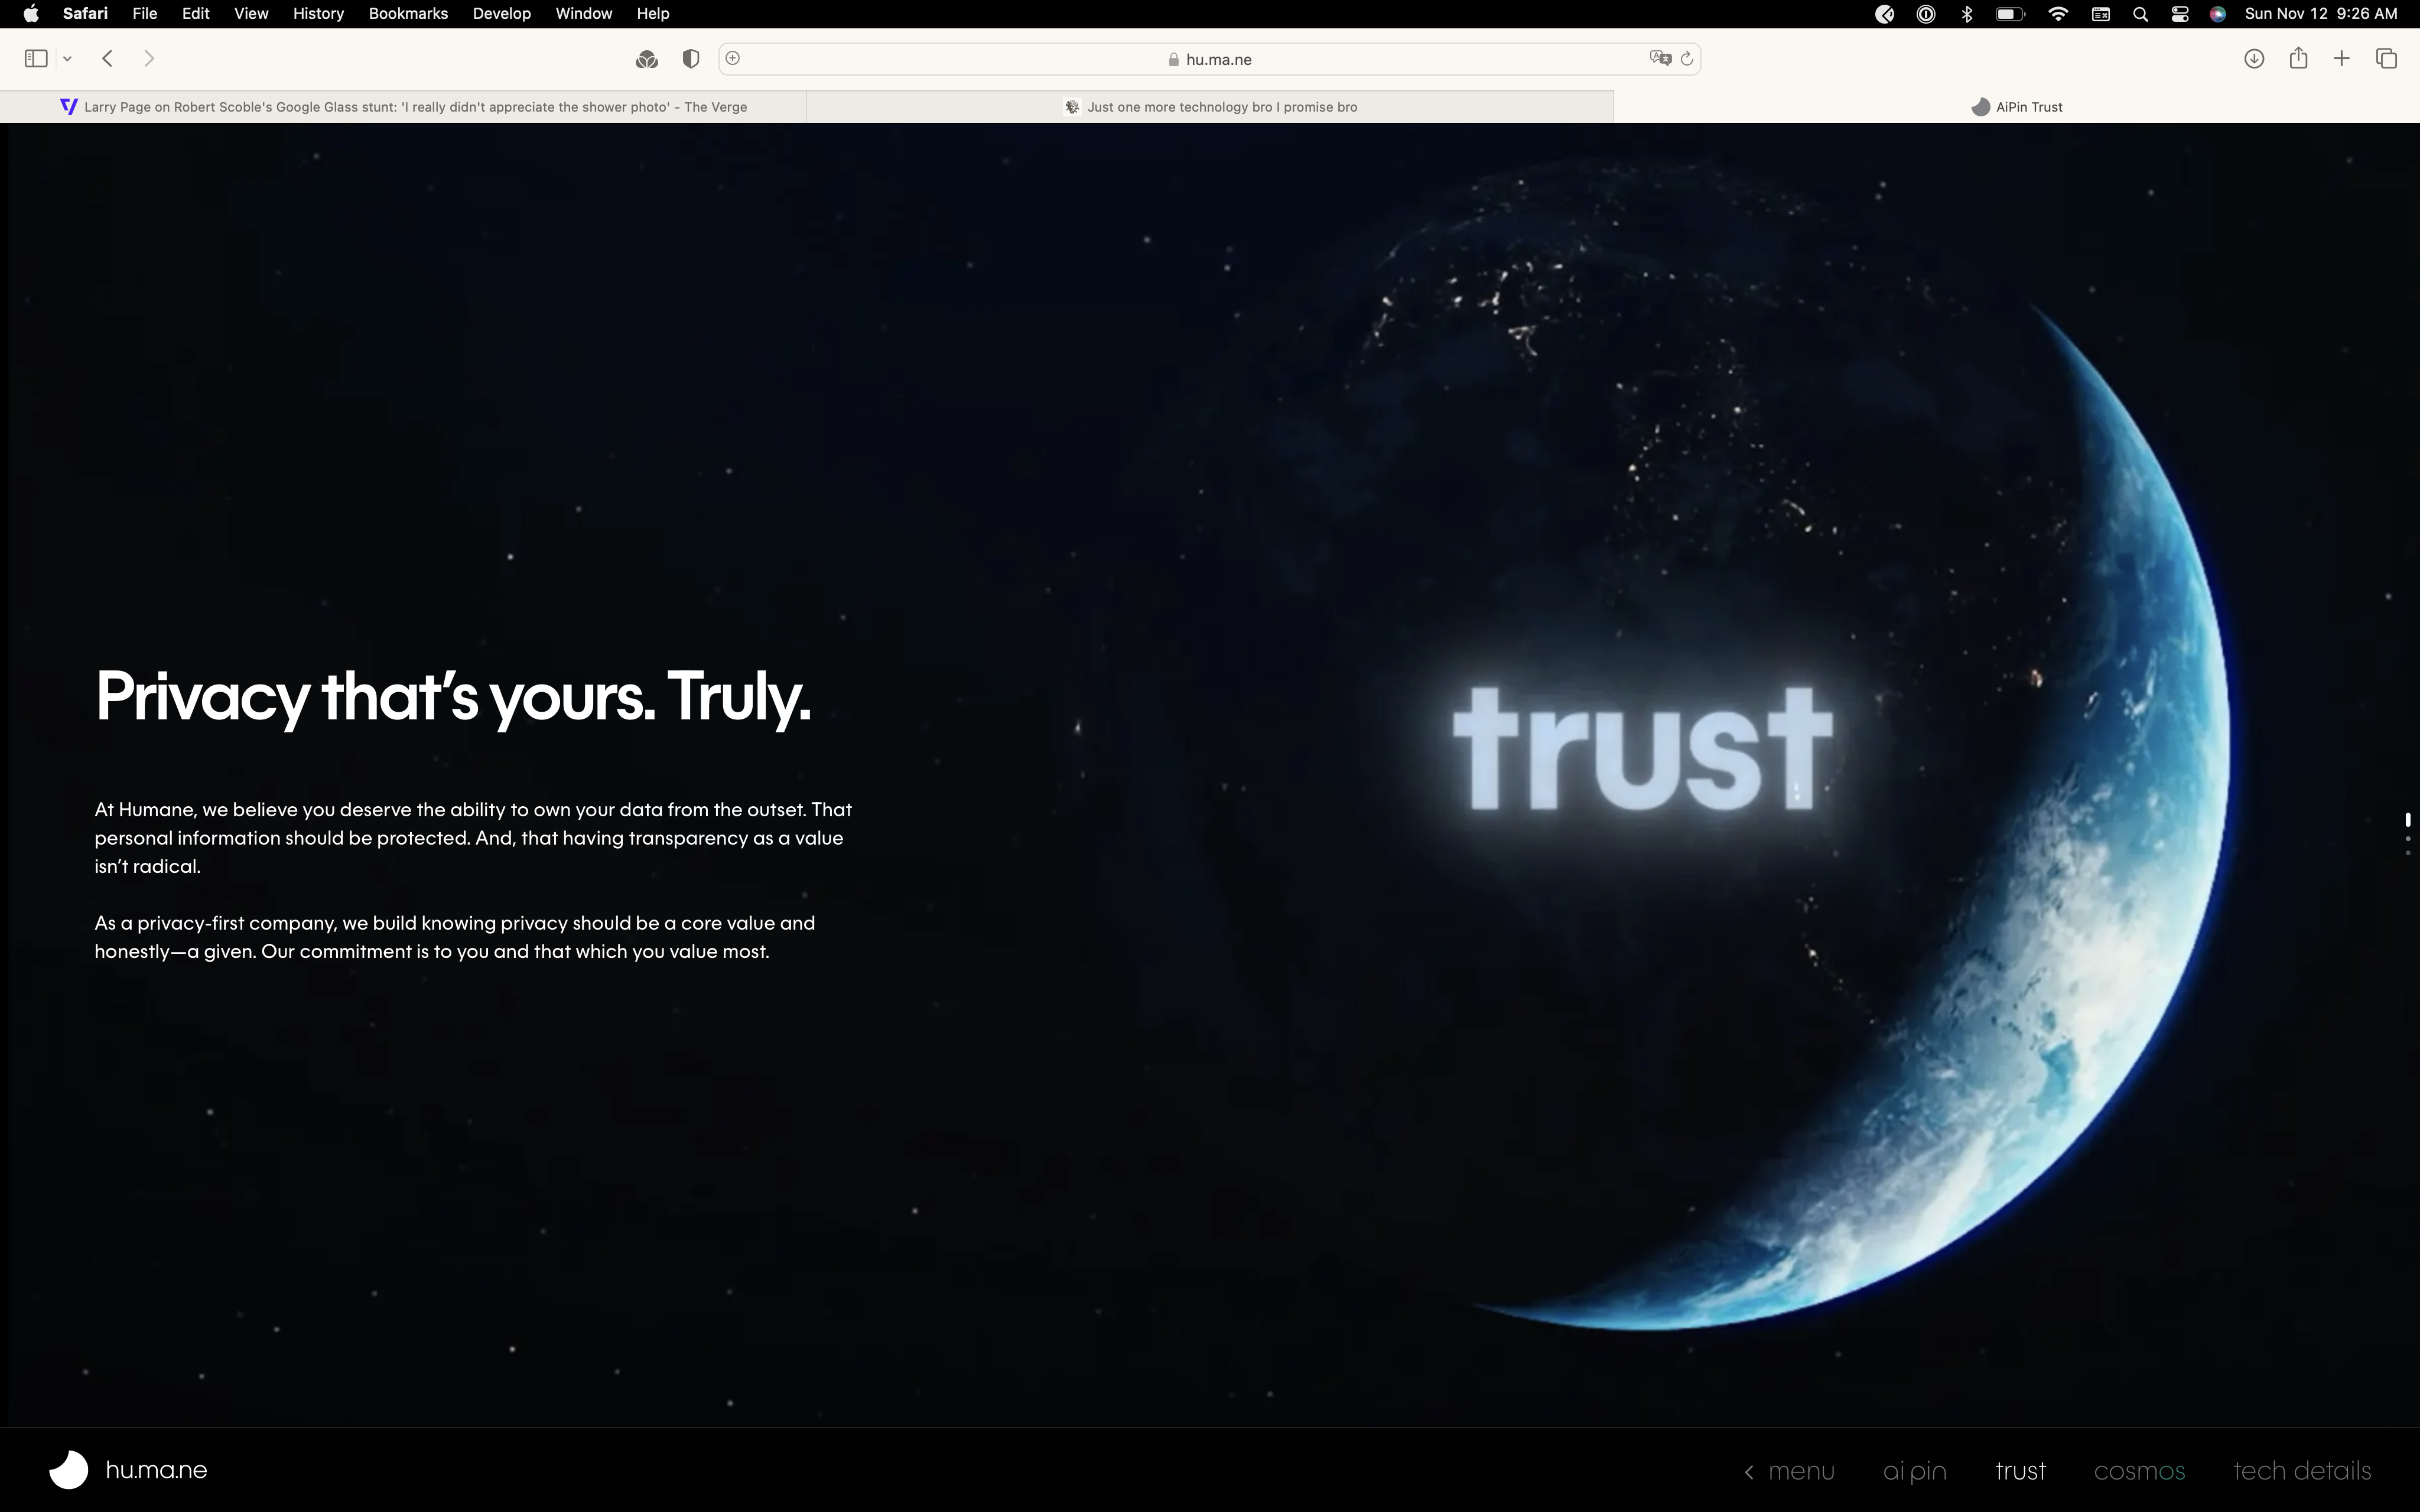 Safari File Edit View History Bookmarks Develop Window Help Sun Nov 12 9:26 AM
hu.ma.ne
Larry Page on Robert Scoble's Google Glass stunt: 'I really didn't appreciate the shower photo' - The Verge
Just one more technology bro I promise bro
AiPin Trust
Privacy that’s yours. Truly.
At Humane, we believe you deserve the ability to own your data from the outset. That
personal information should be protected. And, that having transparency as a value
isn’t radical.
As a privacy-first company, we build knowing privacy should be a core value and
honestly—a given. Our commitment is to you and that which you value most.
trust
hu.ma.ne
menu ai pin trust cosmos tech details